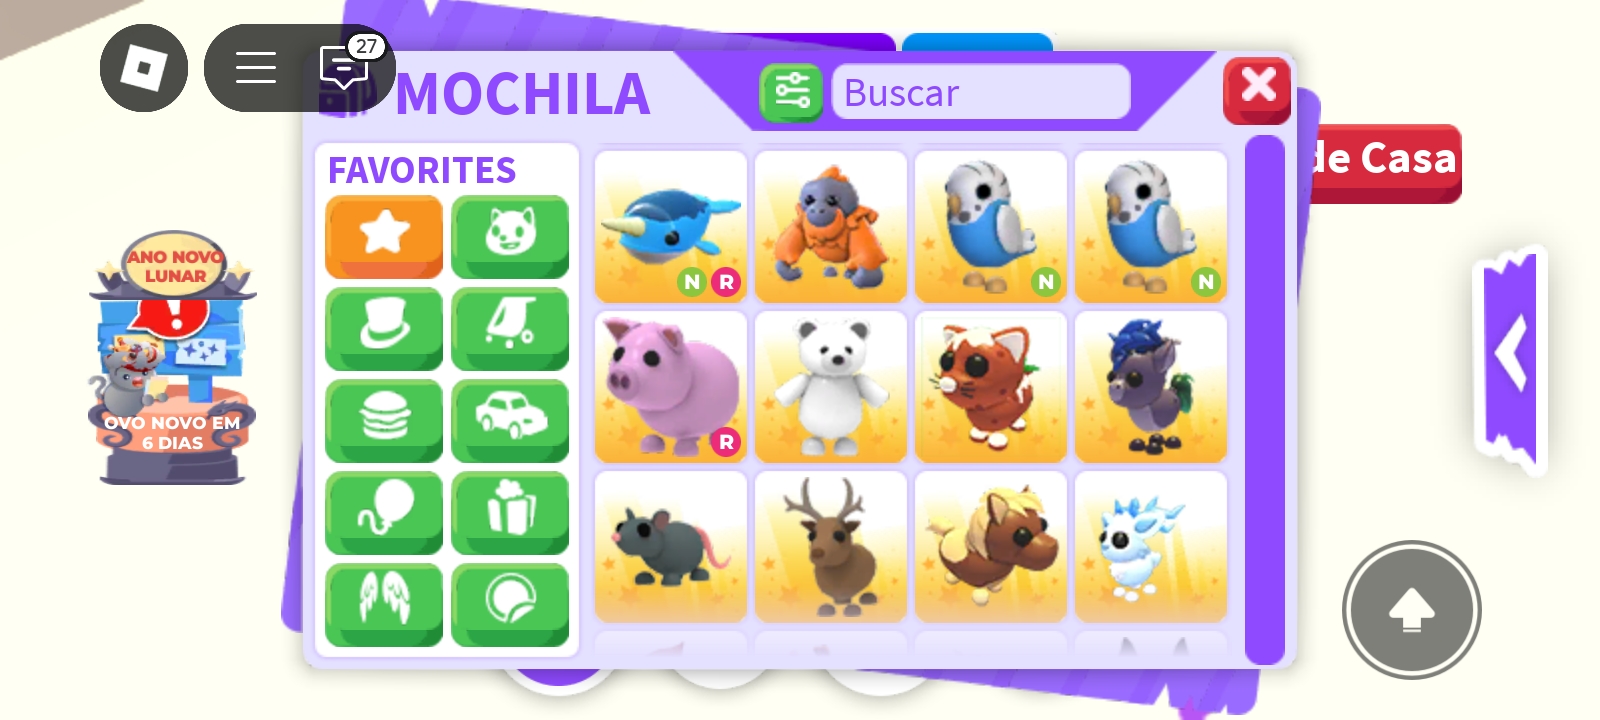 27
MOCHILA
Buscar
FAVORITES
de Casa
ANO NOVO
LUNAR
!
OVO NOVO EM
6 DIAS
N R
N
N
R